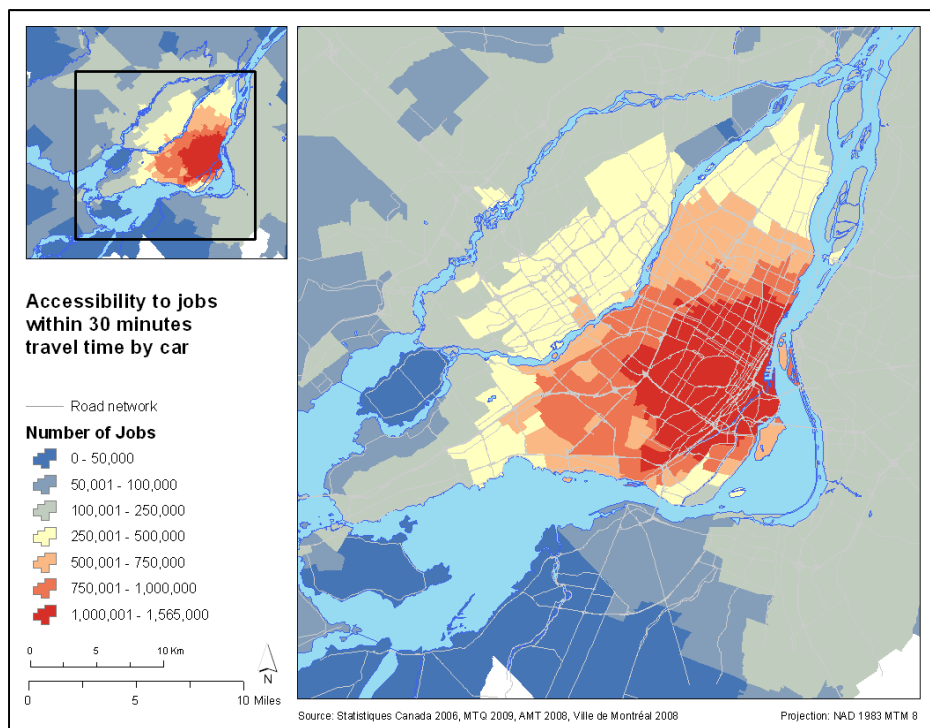 Accessibility to jobs
within 30 minutes
travel time by car
Road network
Number of Jobs
0 - 50,000
50,001 - 100,000
100,001 - 250,000
250,001 - 500,000
500,001 - 750,000
750,001 - 1,000,000
1,000,001 - 1,565,000
0 5 10 Km
N
0 5 10 Miles
Source: Statistiques Canada 2006, MTQ 2009, AMT 2008, Ville de Montréal 2008 Projection: NAD 1983 MTM 8